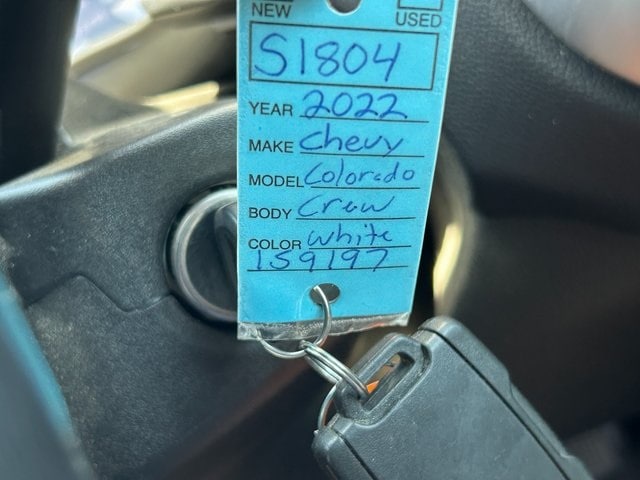 NEW USED
S1804
YEAR 2022
MAKE Chevy
MODEL Colorado
BODY Crew
COLOR White
159197